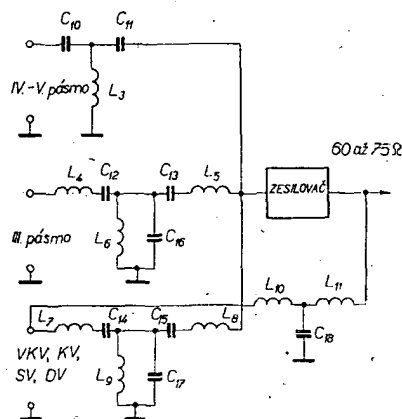 C10 C11
IV.-V. pásmo L3
60 až 75 Ω
L4 C12 C13 L5
ZESILOVAČ
III. pásmo L6 C16
L10 L11
L7 C14 C15 L8
C18
VKV, KV, L9 C17
SV, DV